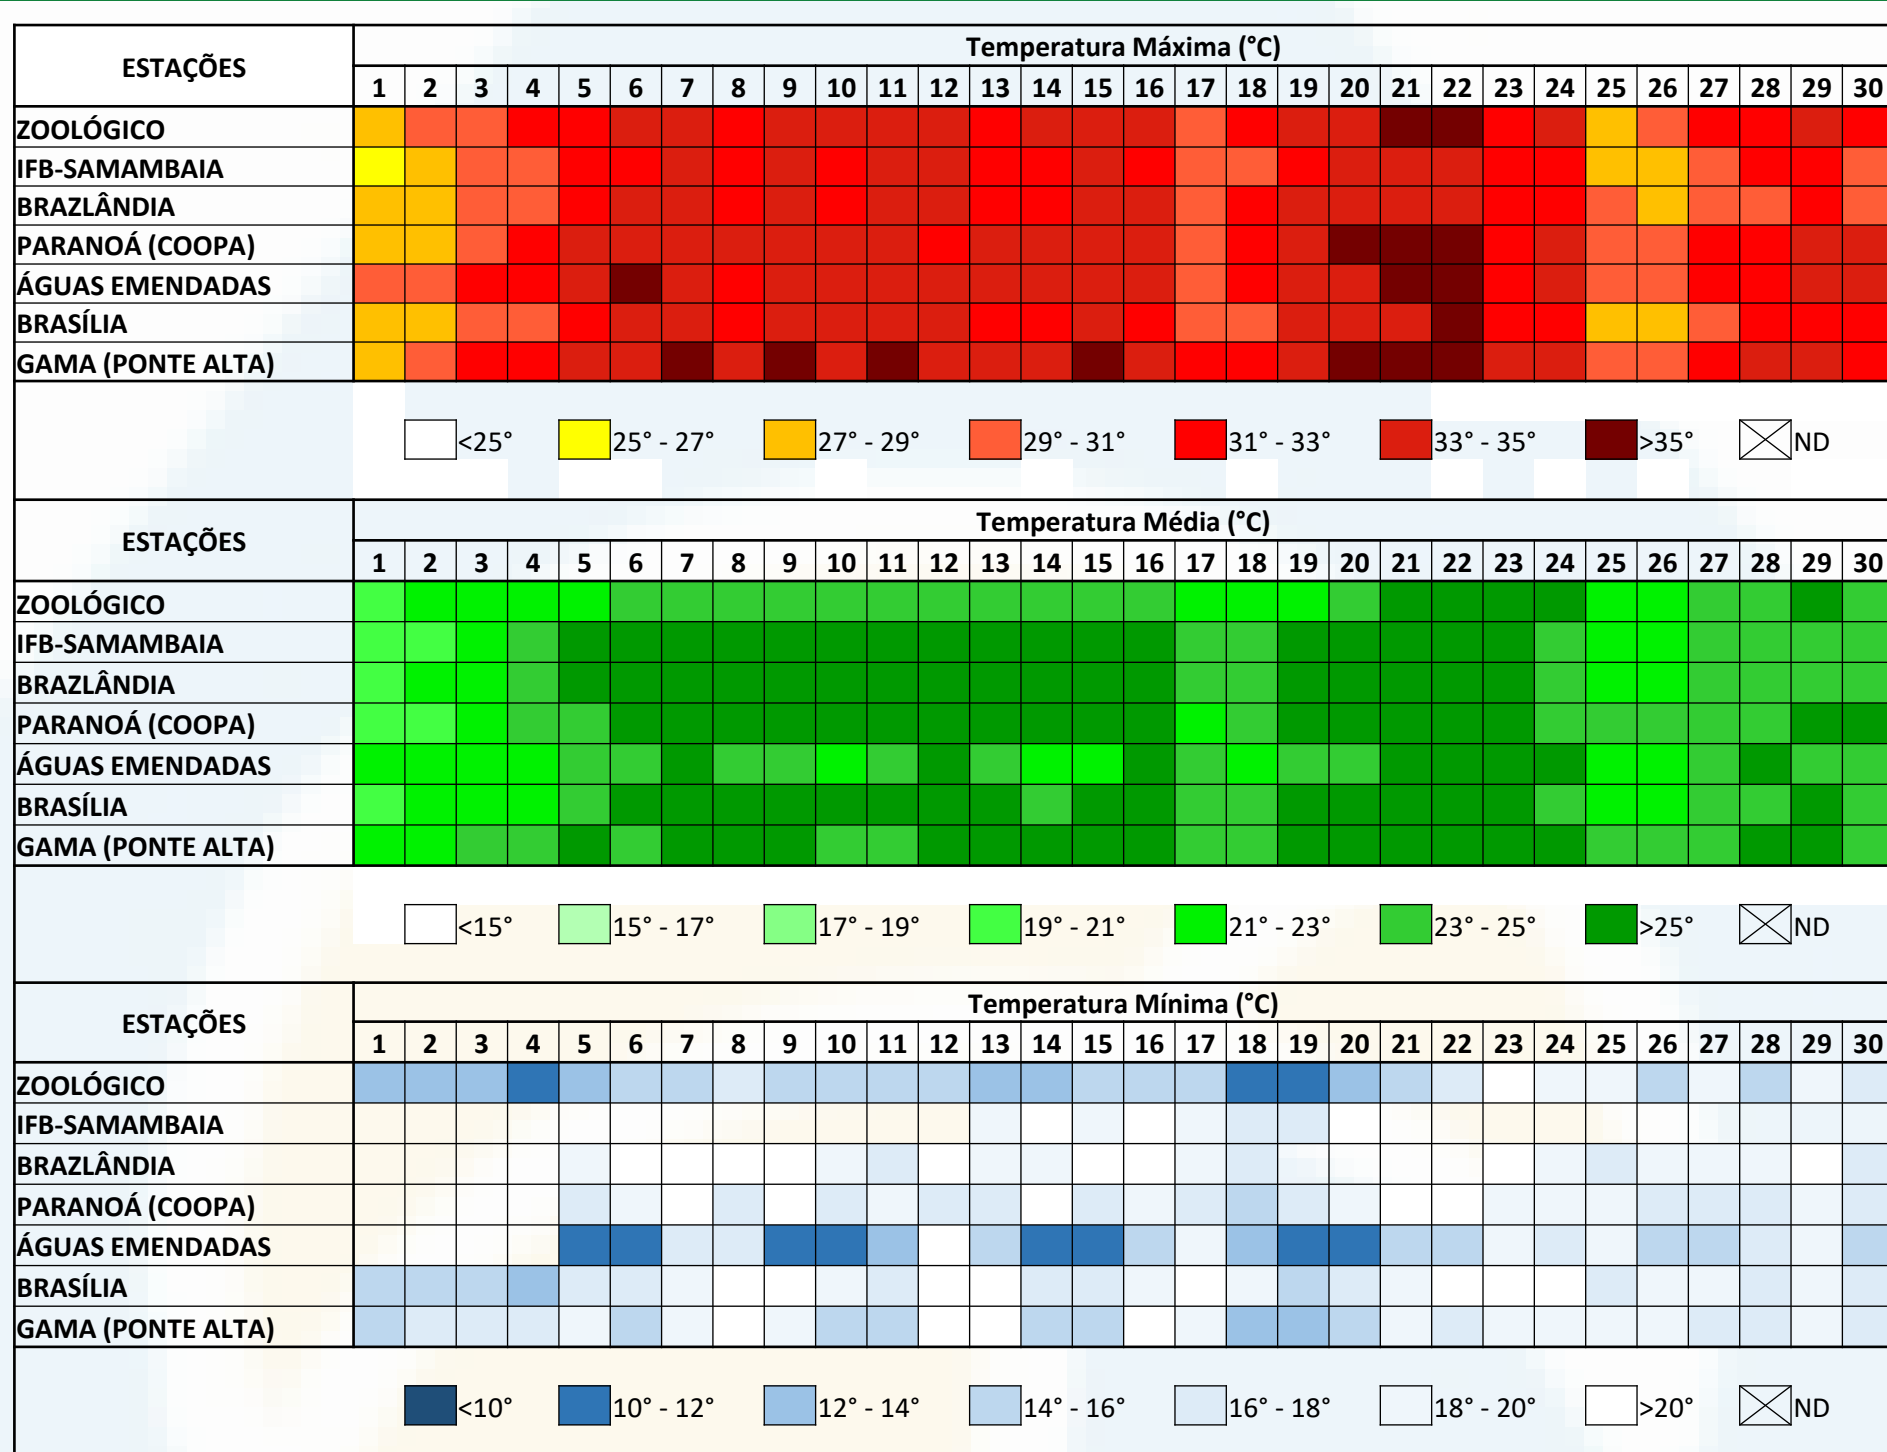 ESTAÇÕES Temperatura Máxima (°C)
1 2 3 4 5 6 7 8 9 10 11 12 13 14 15 16 17 18 19 20 21 22 23 24 25 26 27 28 29 30
ZOOLÓGICO
IFB-SAMAMBAIA
BRAZLÂNDIA
PARANOÁ (COOPA)
ÁGUAS EMENDADAS
BRASÍLIA
GAMA (PONTE ALTA)
<25° 25° - 27° 27° - 29° 29° - 31° 31° - 33° 33° - 35° >35° ND
ESTAÇÕES Temperatura Média (°C)
1 2 3 4 5 6 7 8 9 10 11 12 13 14 15 16 17 18 19 20 21 22 23 24 25 26 27 28 29 30
ZOOLÓGICO
IFB-SAMAMBAIA
BRAZLÂNDIA
PARANOÁ (COOPA)
ÁGUAS EMENDADAS
BRASÍLIA
GAMA (PONTE ALTA)
<15° 15° - 17° 17° - 19° 19° - 21° 21° - 23° 23° - 25° >25° ND
ESTAÇÕES Temperatura Mínima (°C)
1 2 3 4 5 6 7 8 9 10 11 12 13 14 15 16 17 18 19 20 21 22 23 24 25 26 27 28 29 30
ZOOLÓGICO
IFB-SAMAMBAIA
BRAZLÂNDIA
PARANOÁ (COOPA)
ÁGUAS EMENDADAS
BRASÍLIA
GAMA (PONTE ALTA)
<10° 10° - 12° 12° - 14° 14° - 16° 16° - 18° 18° - 20° >20° ND